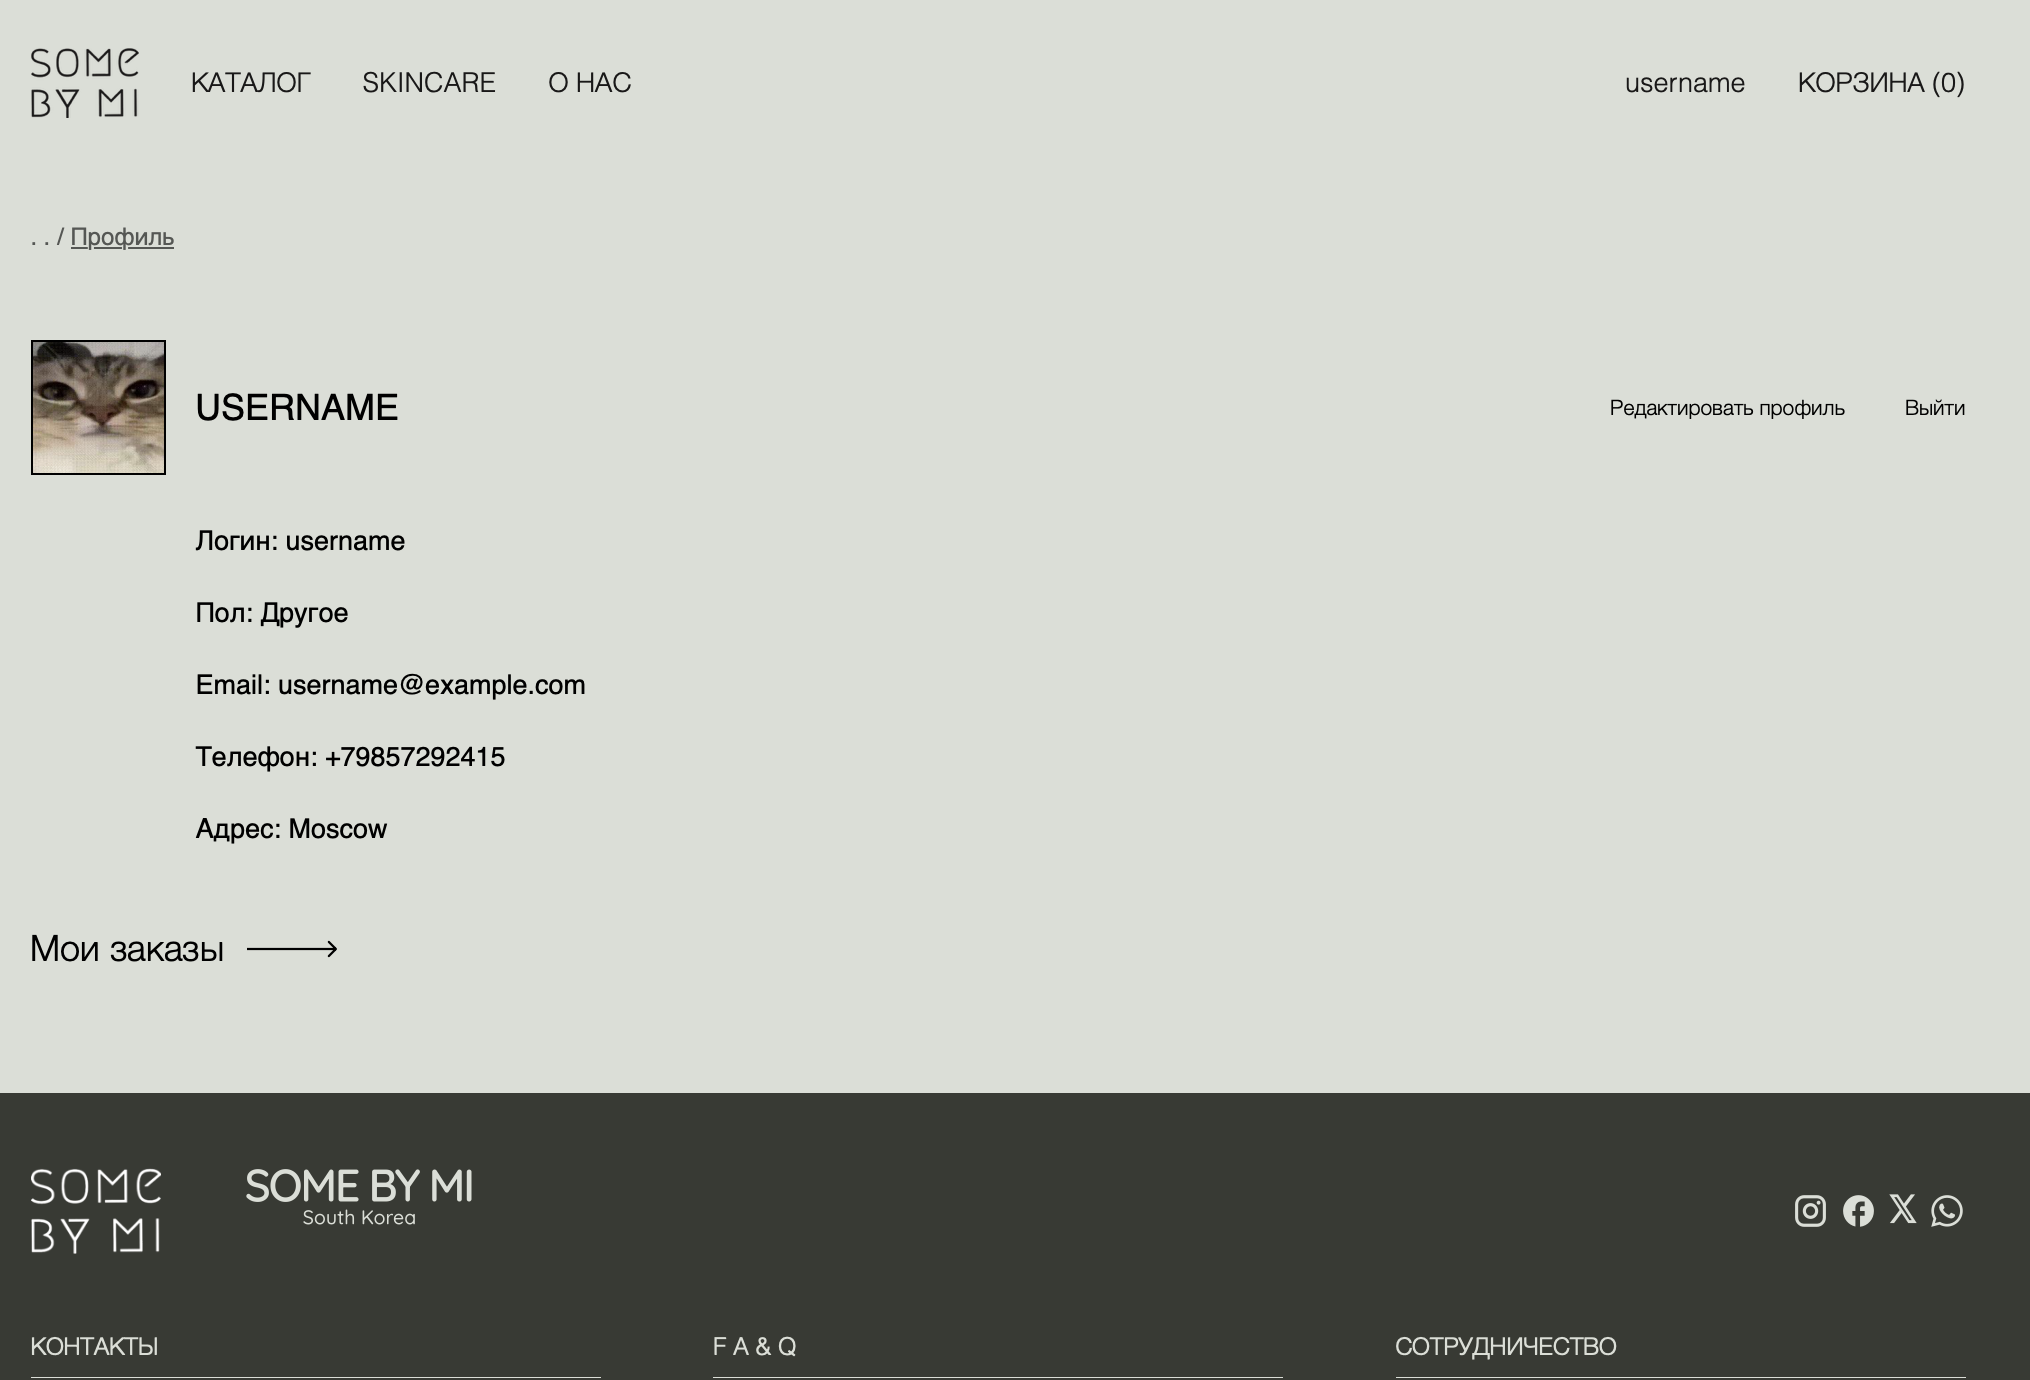 SOME
BY MI
КАТАЛОГ
SKINCARE
О НАС
username
КОРЗИНА (0)
. . / Профиль
USERNAME
Редактировать профиль
Выйти
Логин: username
Пол: Другое
Email: username@example.com
Телефон: +79857292415
Адрес: Moscow
Мои заказы
SOME
BY MI
SOME BY MI
South Korea
КОНТАКТЫ
F A & Q
СОТРУДНИЧЕСТВО